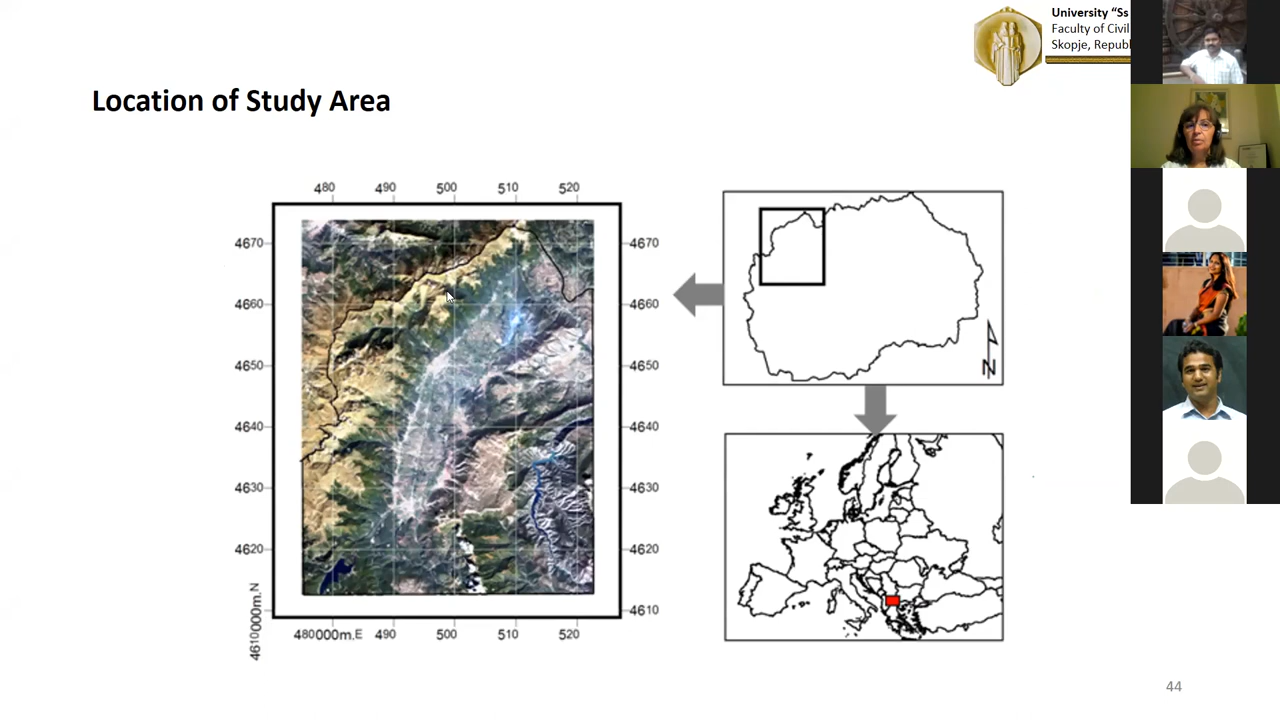 University “Ss
Faculty of Civil
Skopje, Republ
Location of Study Area
480 490 500 510 520
4670 4670
4660 4660
4650 4650
4640 4640
4630 4630
4620 4620
4610000m.N 4610
480000m.E 490 500 510 520
N
44